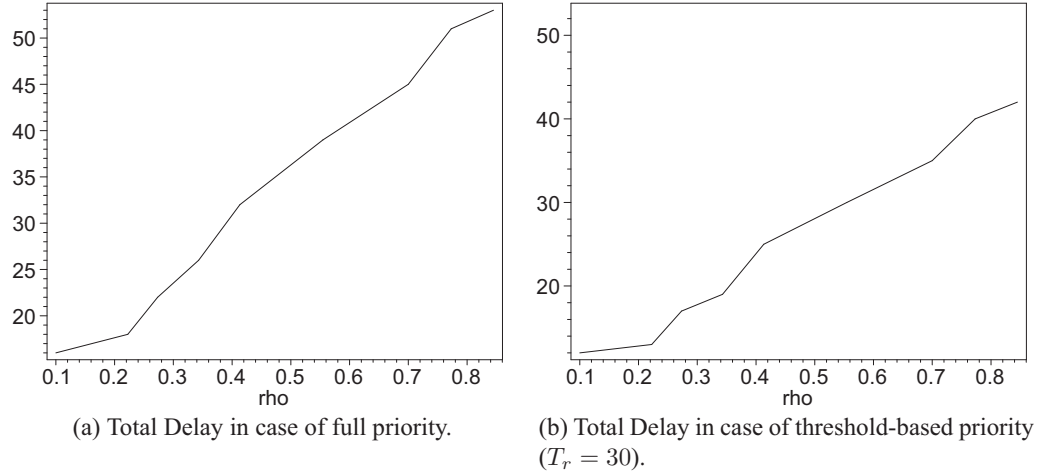 50
45
40
35
30
25
20
0.1 0.2 0.3 0.4 0.5 0.6 0.7 0.8
rho
(a) Total Delay in case of full priority.
50
40
30
20
0.1 0.2 0.3 0.4 0.5 0.6 0.7 0.8
rho
(b) Total Delay in case of threshold-based priority
(T_r = 30).